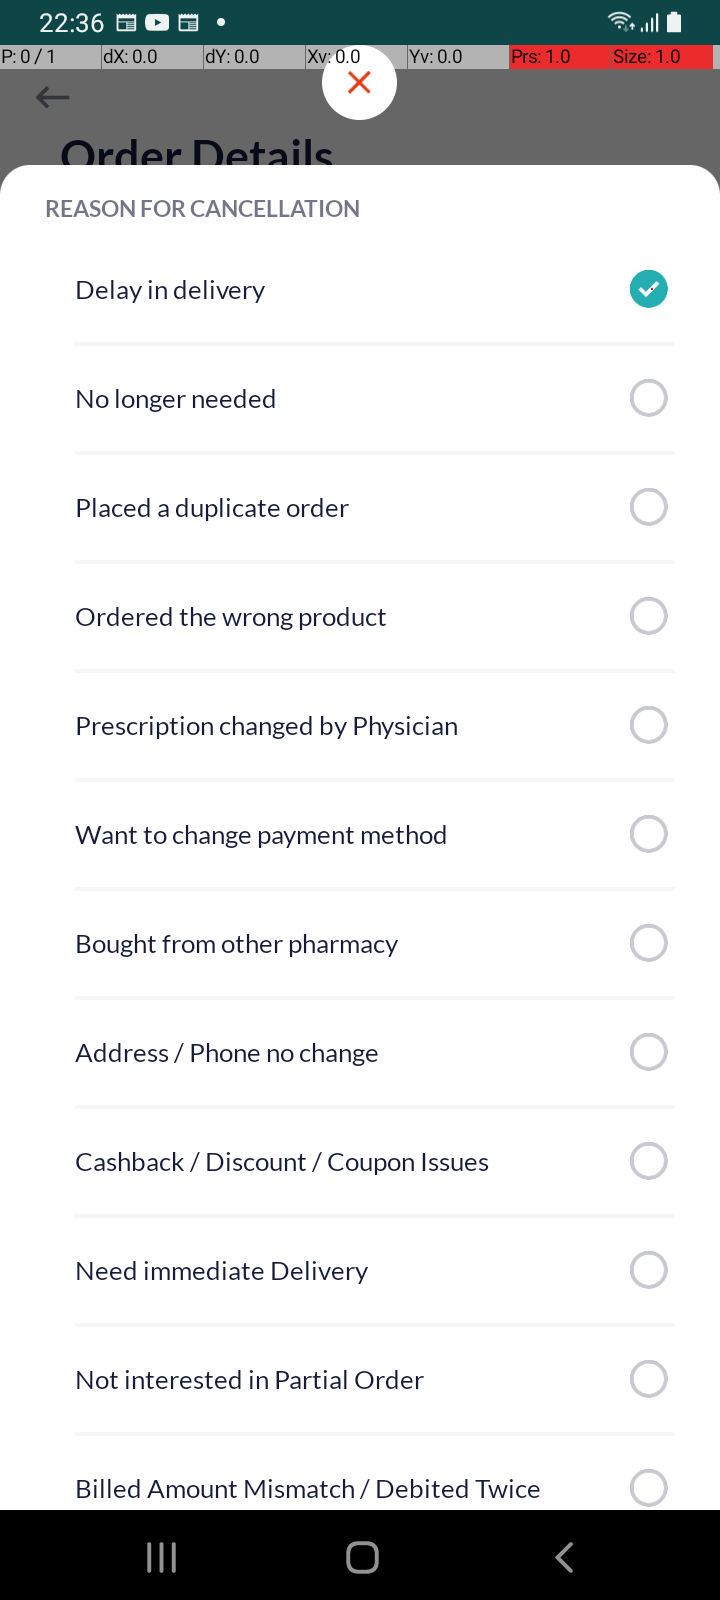 22:36
P: 0 / 1 dX: 0.0 dY: 0.0 Xv: 0.0 Yv: 0.0 Prs: 1.0 Size: 1.0
Order Details
REASON FOR CANCELLATION
Delay in delivery
No longer needed
Placed a duplicate order
Ordered the wrong product
Prescription changed by Physician
Want to change payment method
Bought from other pharmacy
Address / Phone no change
Cashback / Discount / Coupon Issues
Need immediate Delivery
Not interested in Partial Order
Billed Amount Mismatch / Debited Twice